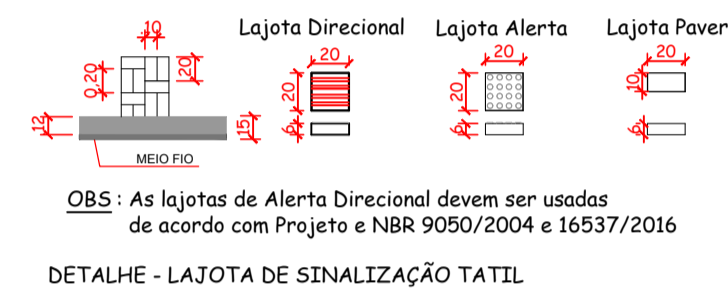 Lajota Direcional
Lajota Alerta
Lajota Paver
.10
0,20
.20
12
15
MEIO FIO
.20
.20
6
.20
.20
6
.20
10
6
OBS : As lajotas de Alerta Direcional devem ser usadas
de acordo com Projeto e NBR 9050/2004 e 16537/2016
DETALHE - LAJOTA DE SINALIZAÇÃO TATIL